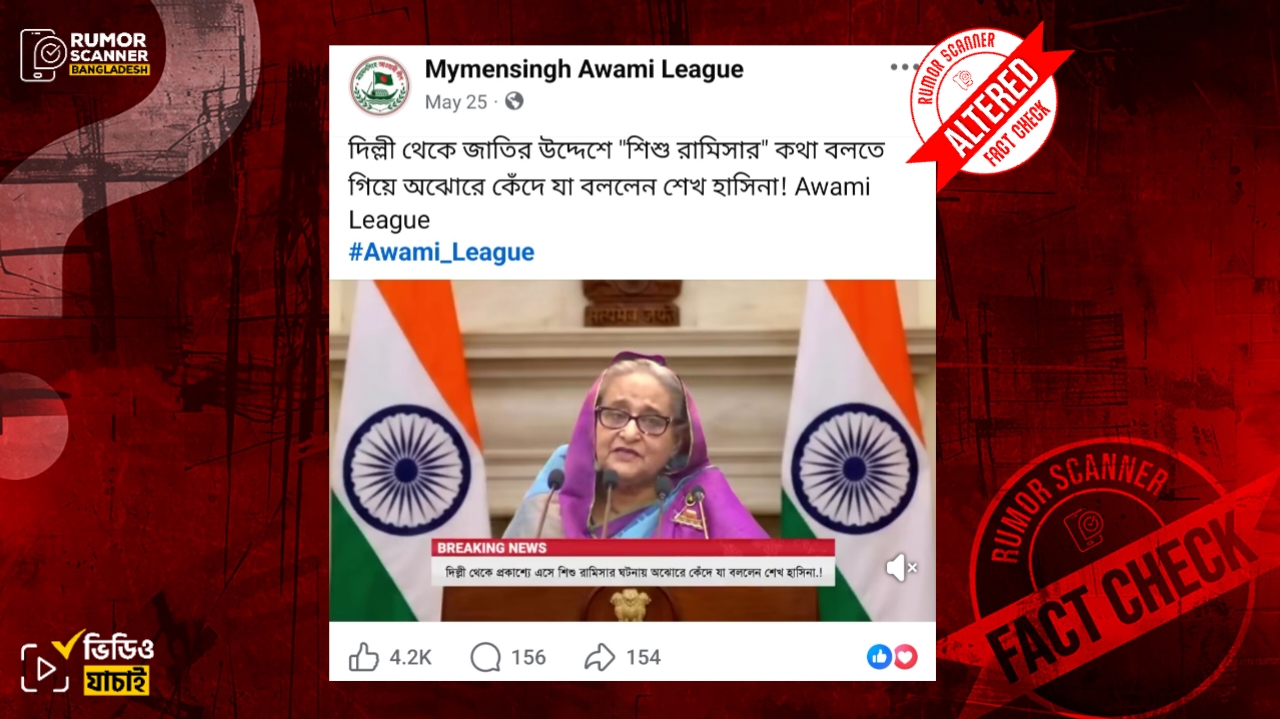 RUMOR
SCANNER
BANGLADESH
Mymensingh Awami League
May 25
দিল্লী থেকে জাতির উদ্দেশে "শিশু রামিসার" কথা বলতে
গিয়ে অঝোরে কেঁদে যা বললেন শেখ হাসিনা! Awami
League
#Awami_League
RUMOR SCANNER
ALTERED
FACT CHECK
BREAKING NEWS
দিল্লী থেকে প্রকাশ্যে এসে শিশু রামিসার ঘটনায় অঝোরে কেঁদে যা বললেন শেখ হাসিনা.!
4.2K
156
154
RUMOR SCANNER
FACT CHECK
ভিডিও
যাচাই